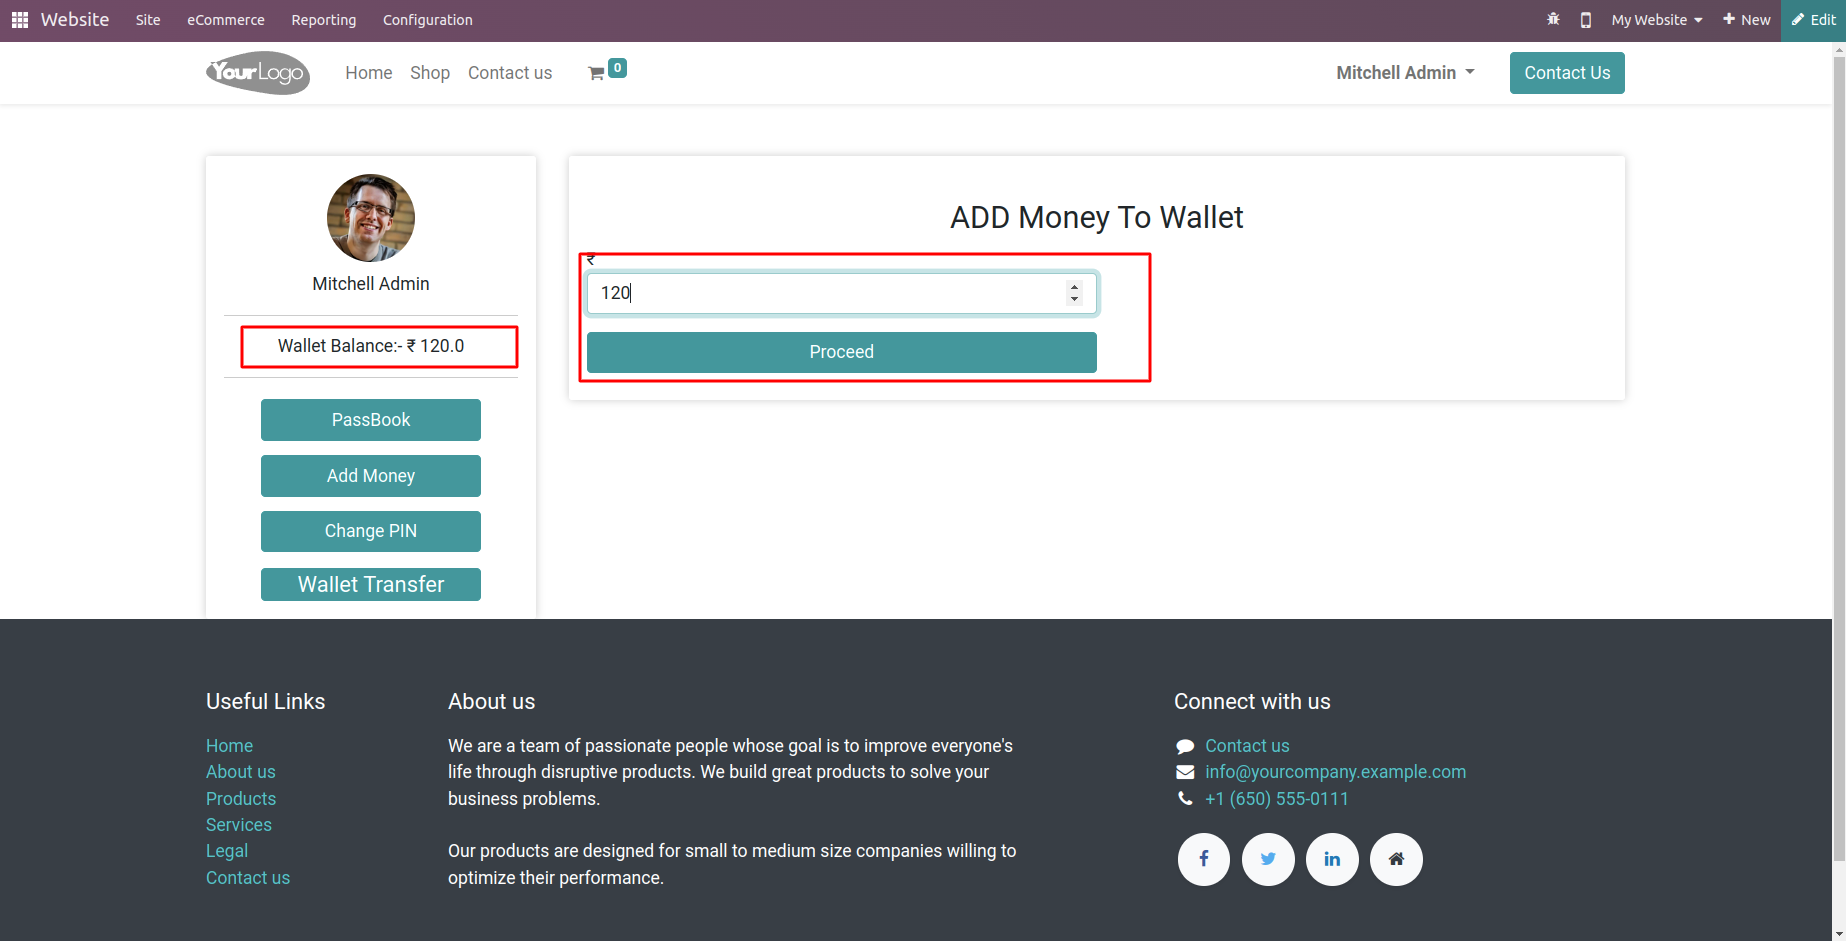 Website Site eCommerce Reporting Configuration My Website New Edit
YourLogo Home Shop Contact us 0 Mitchell Admin Contact Us
Mitchell Admin
Wallet Balance:- ₹ 120.0
PassBook
Add Money
Change PIN
Wallet Transfer
ADD Money To Wallet
₹
120
Proceed
Useful Links
Home
About us
Products
Services
Legal
Contact us
About us
We are a team of passionate people whose goal is to improve everyone's
life through disruptive products. We build great products to solve your
business problems.
Our products are designed for small to medium size companies willing to
optimize their performance.
Connect with us
Contact us
info@yourcompany.example.com
+1 (650) 555-0111